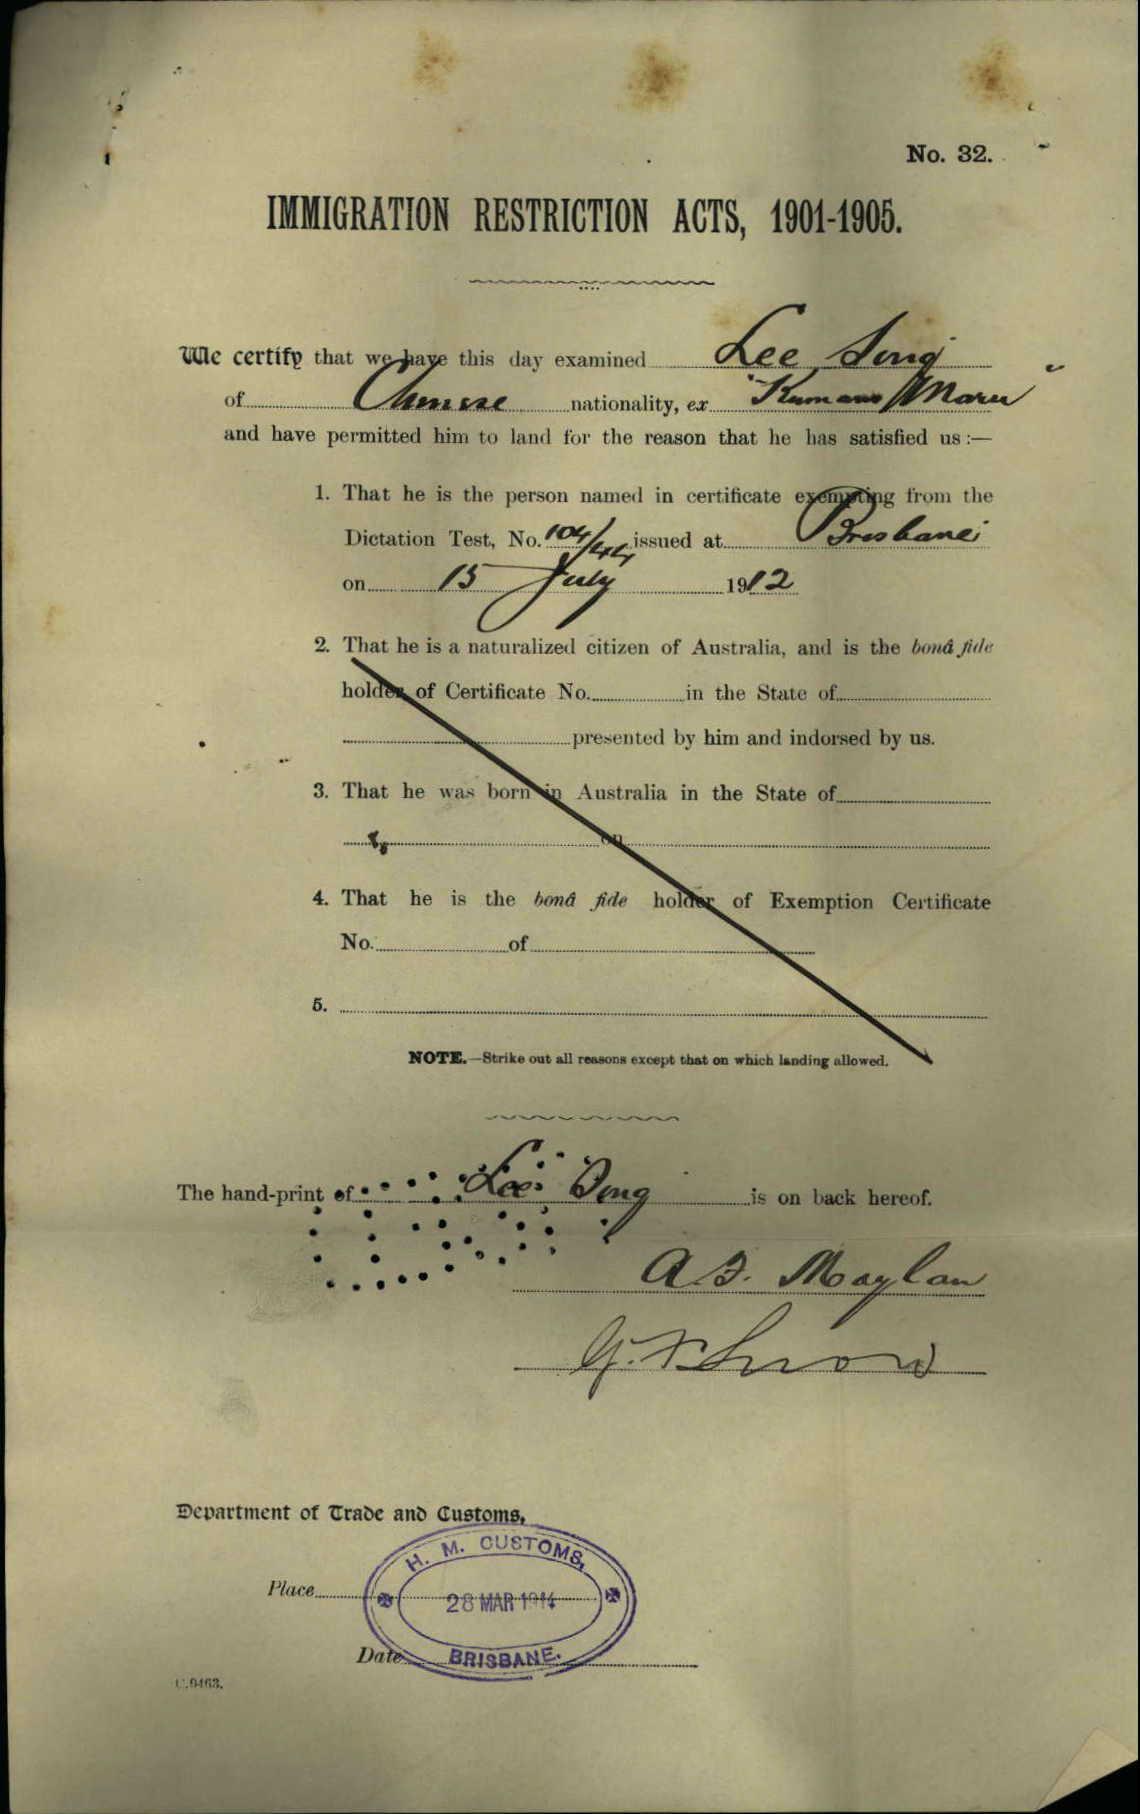 No. 32.
IMMIGRATION RESTRICTION ACTS, 1901-1905.
We certify that we have this day examined Lee Song
of Chinese nationality, ex "Kumano Maru"
and have permitted him to land for the reason that he has satisfied us :—
1. That he is the person named in certificate exempting from the
Dictation Test, No. 104/44 issued at Brisbane
on 15 July 1912
2. That he is a naturalized citizen of Australia, and is the bonâ fide
holder of Certificate No. in the State of
presented by him and indorsed by us.
3. That he was born in Australia in the State of
on
4. That he is the bonâ fide holder of Exemption Certificate
No. of
5.
NOTE.—Strike out all reasons except that on which landing allowed.
The hand-print of Lee Song is on back hereof.
A. Maylan
G. Snow
Department of Trade and Customs,
H. M. CUSTOMS,
Place
28 MAR 1914
Date
BRISBANE.
C.9463.